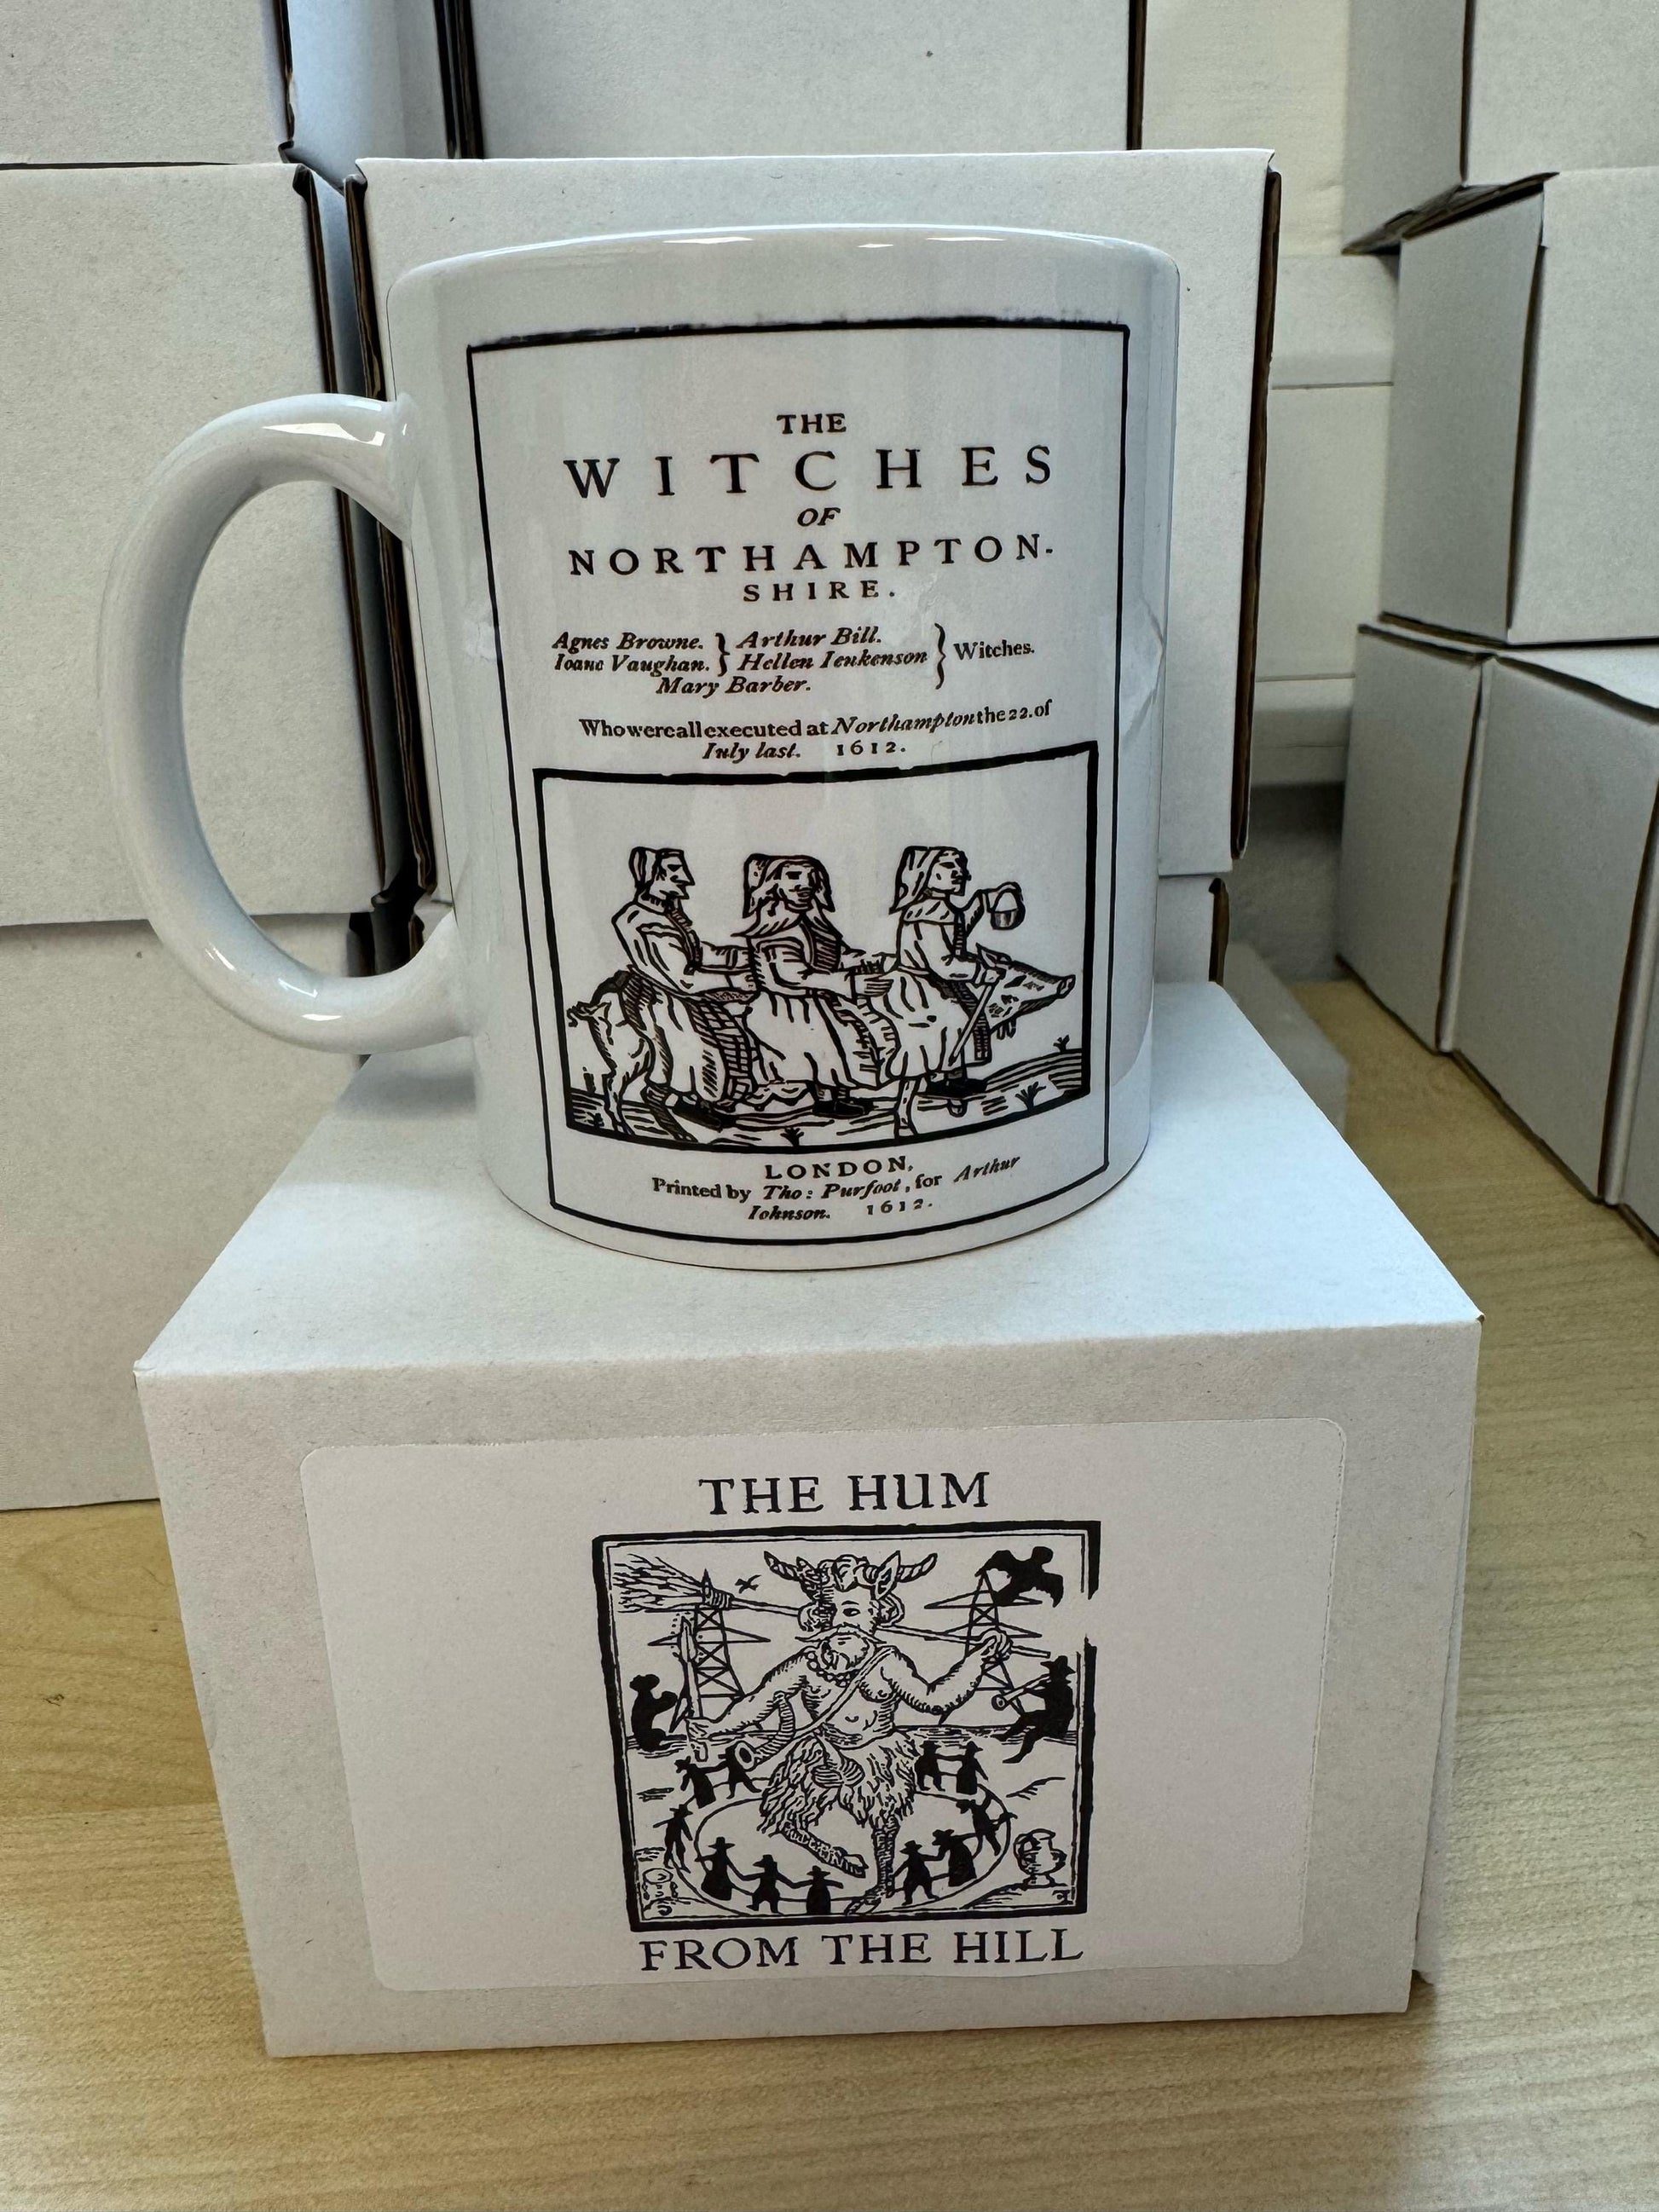 THE
WITCHES
OF
NORTHAMPTON-
SHIRE.
Agnes Browne. } Arthur Bill.
Ioane Vaughan. } Hellen Ienkenson } Witches.
Mary Barber.
Who were all executed at Northampton the 22. of
Iuly last. 1612.
LONDON,
Printed by Tho: Purfoot, for Arthur
Iohnson. 1612.
THE HUM
FROM THE HILL